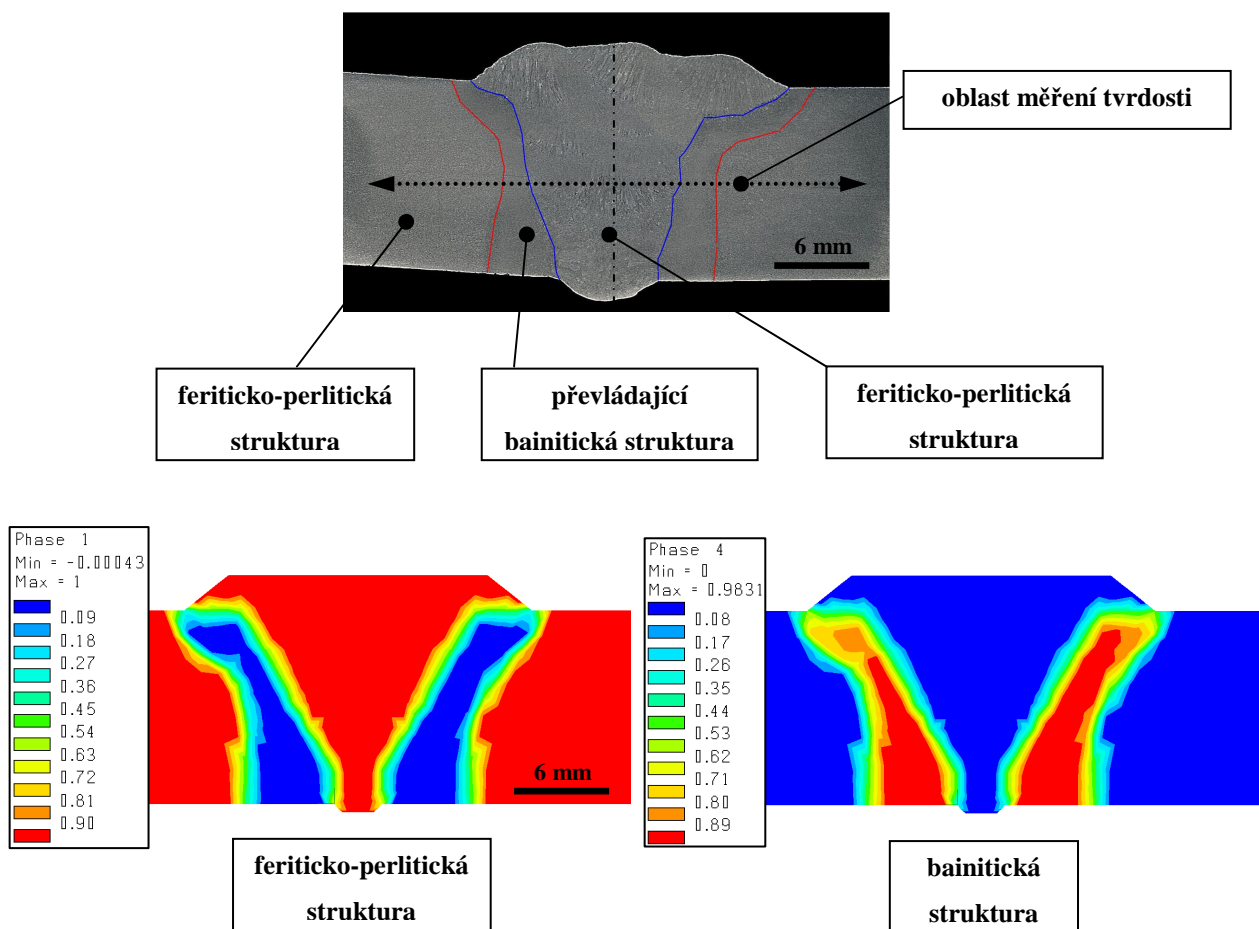 oblast měření tvrdosti
6 mm
feriticko-perlitická
struktura
převládající
bainitická struktura
feriticko-perlitická
struktura
Phase 1
Min = -0.00043
Max = 1
0.09
0.18
0.27
0.36
0.45
0.54
0.63
0.72
0.81
0.90
6 mm
feriticko-perlitická
struktura
Phase 4
Min = 0
Max = 0.9831
0.08
0.17
0.26
0.35
0.44
0.53
0.62
0.71
0.80
0.89
bainitická
struktura